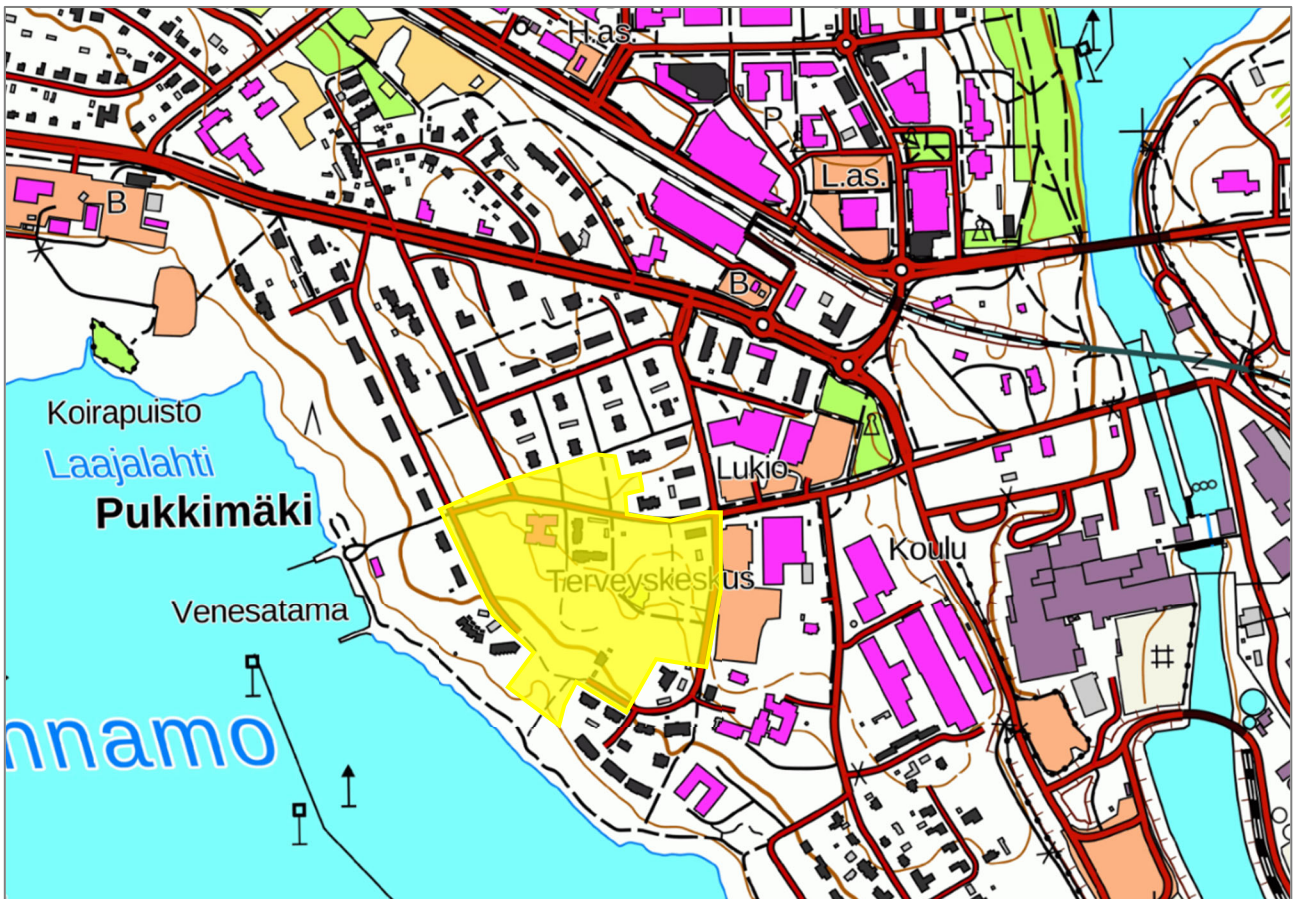 H.as.
P
L.as.
B
B
Koirapuisto
Laajalahti
Lukio
Pukkimäki
Koulu
Terveyskeskus
Venesatama
nnamo